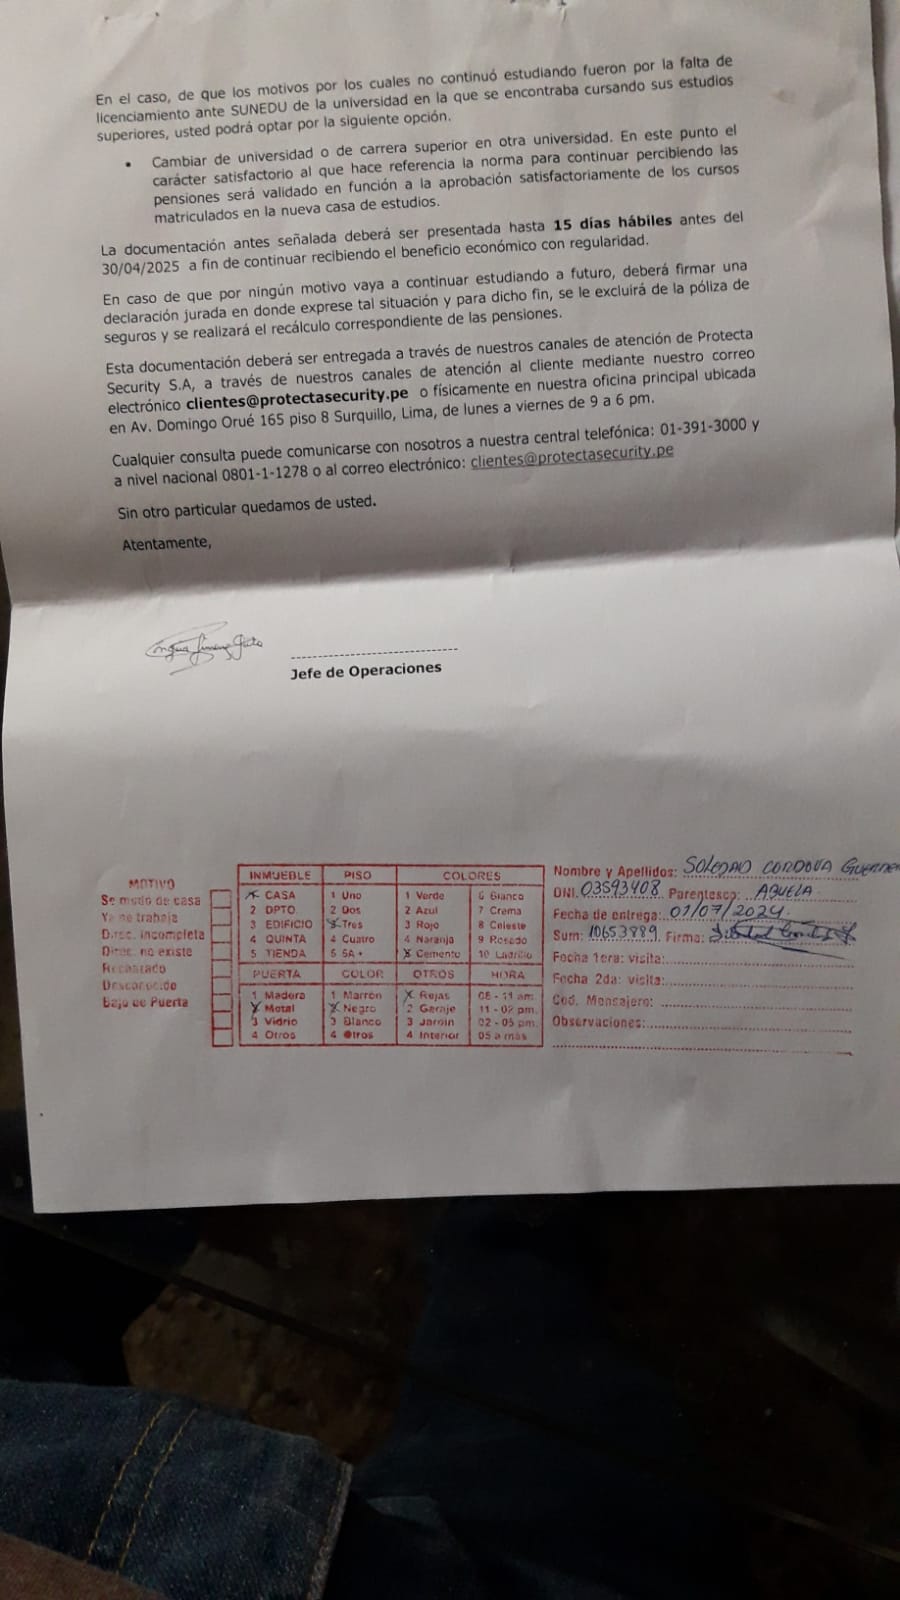 En el caso, de que los motivos por los cuales no continuó estudiando fueron por la falta de
licenciamiento ante SUNEDU de la universidad en la que se encontraba cursando sus estudios
superiores, usted podrá optar por la siguiente opción.
• Cambiar de universidad o de carrera superior en otra universidad. En este punto el
carácter satisfactorio al que hace referencia la norma para continuar percibiendo las
pensiones será validado en función a la aprobación satisfactoriamente de los cursos
matriculados en la nueva casa de estudios.
La documentación antes señalada deberá ser presentada hasta 15 días hábiles antes del
30/04/2025 a fin de continuar recibiendo el beneficio económico con regularidad.
En caso de que por ningún motivo vaya a continuar estudiando a futuro, deberá firmar una
declaración jurada en donde exprese tal situación y para dicho fin, se le excluirá de la póliza de
seguros y se realizará el recálculo correspondiente de las pensiones.
Esta documentación deberá ser entregada a través de nuestros canales de atención de Protecta
Security S.A, a través de nuestros canales de atención al cliente mediante nuestro correo
electrónico clientes@protectasecurity.pe o físicamente en nuestra oficina principal ubicada
en Av. Domingo Orué 165 piso 8 Surquillo, Lima, de lunes a viernes de 9 a 6 pm.
Cualquier consulta puede comunicarse con nosotros a nuestra central telefónica: 01-391-3000 y
a nivel nacional 0801-1-1278 o al correo electrónico: clientes@protectasecurity.pe
Sin otro particular quedamos de usted.
Atentamente,
Jefe de Operaciones
MOTIVO
Se mudo de casa
Ya no trabaja
Direc. incompleta
Direc. no existe
Rechazado
Desconocido
Bajo de Puerta
INMUEBLE PISO COLORES
CASA 1 Uno 1 Verde 6 Blanco
2 DPTO 2 Dos 2 Azul 7 Crema
3 EDIFICIO Tres 3 Rojo 8 Celeste
4 QUINTA 4 Cuatro 4 Naranja 9 Rosado
5 TIENDA 5 5A + Cemento 10 Ladrillo
PUERTA COLOR OTROS HORA
1 Madera 1 Marron Rejas 08 - 11 am
Metal Negro 2 Garaje 11 - 02 pm.
3 Vidrio 3 Blanco 3 Jardin 02 - 05 pm
4 Otros 4 Otros 4 Interior 05 a más
Nombre y Apellidos: SOLEDAD CORDOVA
DNI. 03593408 Parentesco: ABUELA
Fecha de entrega: 07/07/2024.
Sum: 10653889 Firma:
Fecha 1era: visita:
Fecha 2da: visita:
Cod. Mensajero:
Observaciones: